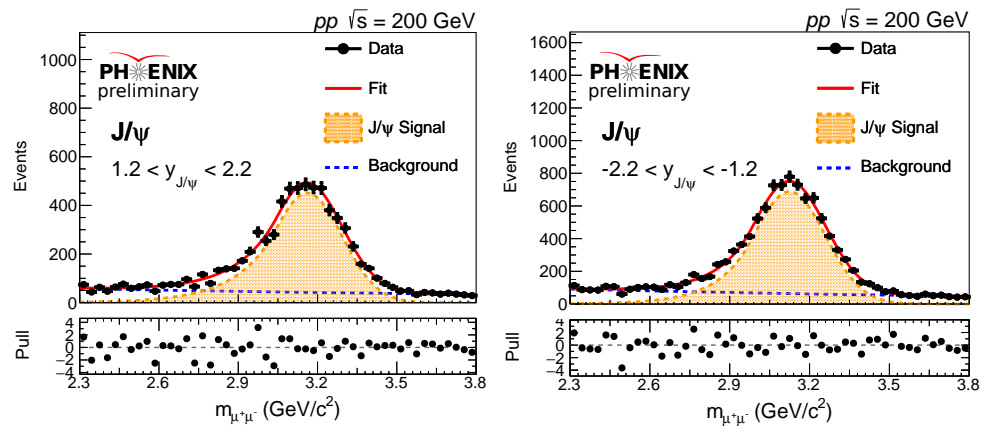 pp √s = 200 GeV
1000
800
600
400
200
0
Events
PHENIX
preliminary
J/ψ
1.2 < y_{J/ψ} < 2.2
Data
Fit
J/ψ Signal
Background
4
2
0
−2
−4
Pull
2.3 2.6 2.9 3.2 3.5 3.8
m_{μ⁺μ⁻} (GeV/c²)
pp √s = 200 GeV
1600
1400
1200
1000
800
600
400
200
0
Events
PHENIX
preliminary
J/ψ
-2.2 < y_{J/ψ} < -1.2
Data
Fit
J/ψ Signal
Background
4
2
0
−2
−4
Pull
2.3 2.6 2.9 3.2 3.5 3.8
m_{μ⁺μ⁻} (GeV/c²)